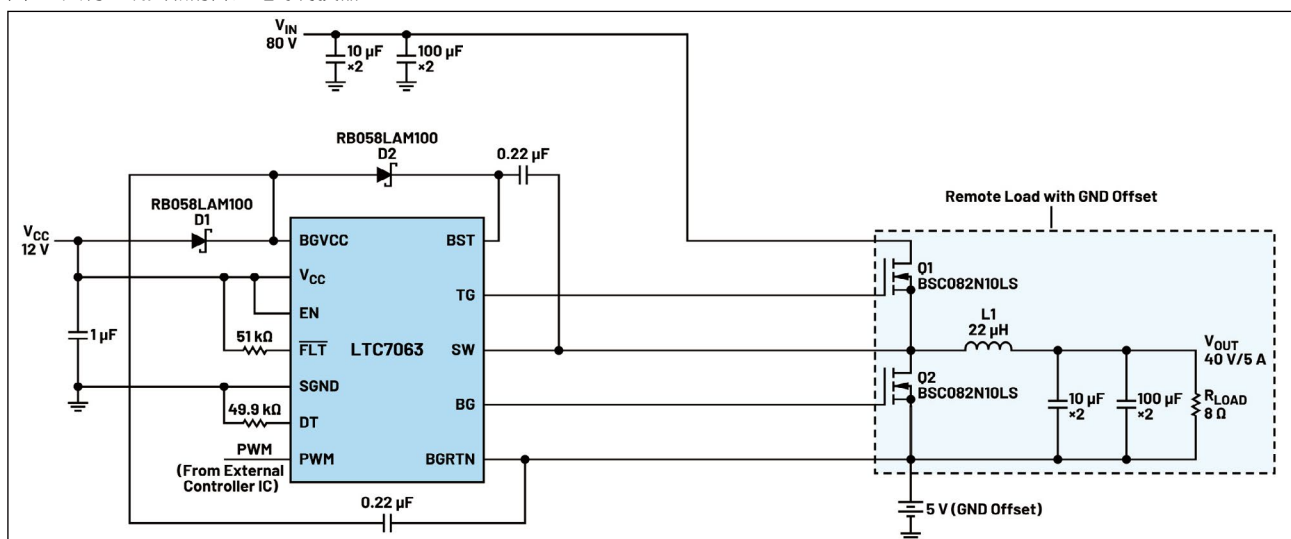 VIN
80 V
10 µF
×2
100 µF
×2
RB058LAM100
D2
0.22 µF
RB058LAM100
D1
VCC
12 V
BGVCC
BST
VCC
TG
EN
1 µF
51 kΩ
FLT
LTC7063
SW
SGND
BG
49.9 kΩ
DT
PWM
(From External
Controller IC)
PWM
BGRTN
0.22 µF
Remote Load with GND Offset
Q1
BSC082N10LS
L1
22 µH
VOUT
40 V/5 A
Q2
BSC082N10LS
10 µF
×2
100 µF
×2
RLOAD
8 Ω
5 V (GND Offset)